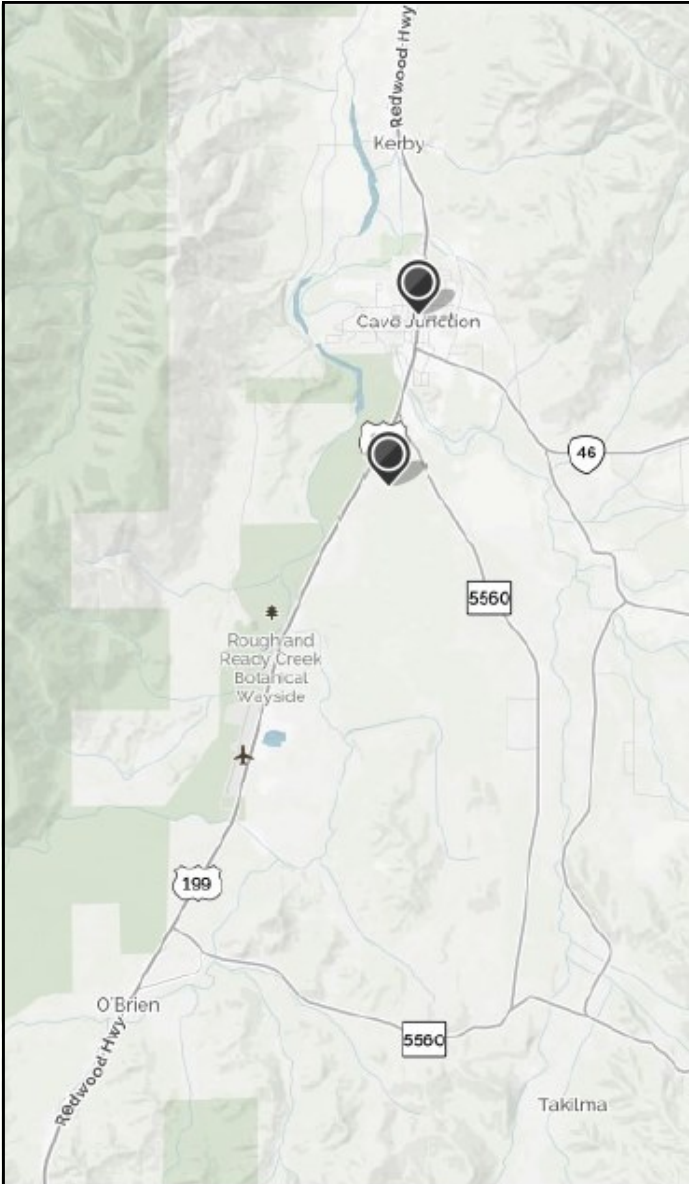 Redwood Hwy
Kerby
Cave Junction
46
5560
Rough and
Ready Creek
Botanical
Wayside
199
O'Brien
5560
Redwood Hwy
Takilma